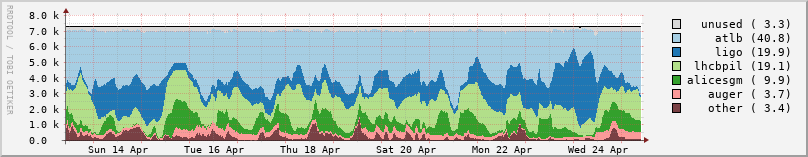 8.0 k
7.0 k
6.0 k
5.0 k
4.0 k
3.0 k
2.0 k
1.0 k
0.0
Sun 14 Apr Tue 16 Apr Thu 18 Apr Sat 20 Apr Mon 22 Apr Wed 24 Apr
unused ( 3.3)
atlb (40.8)
ligo (19.9)
lhcbpil (19.1)
alicesgm ( 9.9)
auger ( 3.7)
other ( 3.4)
RRDTOOL / TOBI OETIKER